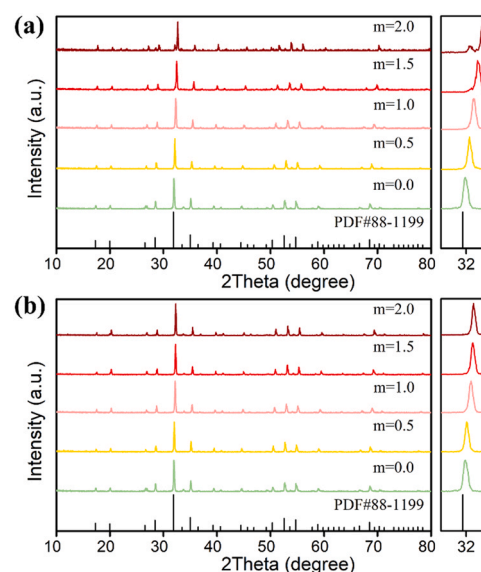 (a)
Intensity (a.u.)
m=2.0
m=1.5
m=1.0
m=0.5
m=0.0
PDF#88-1199
10 20 30 40 50 60 70 80
2Theta (degree)
32
(b)
Intensity (a.u.)
m=2.0
m=1.5
m=1.0
m=0.5
m=0.0
PDF#88-1199
10 20 30 40 50 60 70 80
2Theta (degree)
32